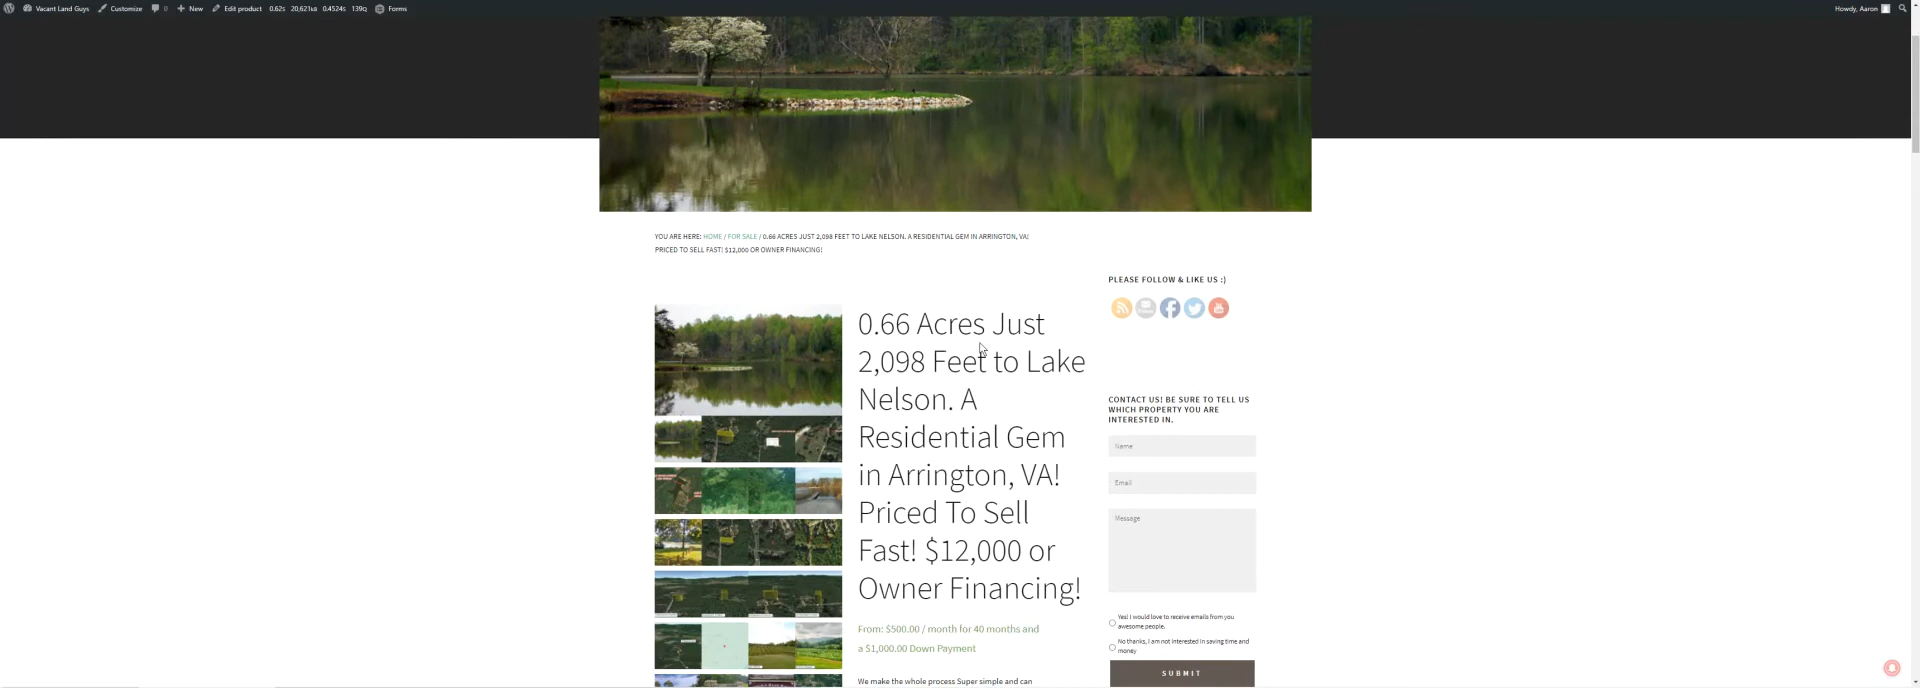 Vacant Land Guys Customize 0 New Edit product 0.62s 20,621kB 0.4524s 139Q Forms Howdy, Aaron
YOU ARE HERE: HOME / FOR SALE / 0.66 ACRES JUST 2,098 FEET TO LAKE NELSON. A RESIDENTIAL GEM IN ARRINGTON, VA!
PRICED TO SELL FAST! $12,000 OR OWNER FINANCING!
0.66 Acres Just
2,098 Feet to Lake
Nelson. A
Residential Gem
in Arrington, VA!
Priced To Sell
Fast! $12,000 or
Owner Financing!
From: $500.00 / month for 40 months and
a $1,000.00 Down Payment
We make the whole process Super simple and can
PLEASE FOLLOW & LIKE US :)
CONTACT US! BE SURE TO TELL US
WHICH PROPERTY YOU ARE
INTERESTED IN.
Name
Email
Message
Yes! I would love to receive emails from you
awesome people.
No thanks, I am not interested in saving time and
money
SUBMIT